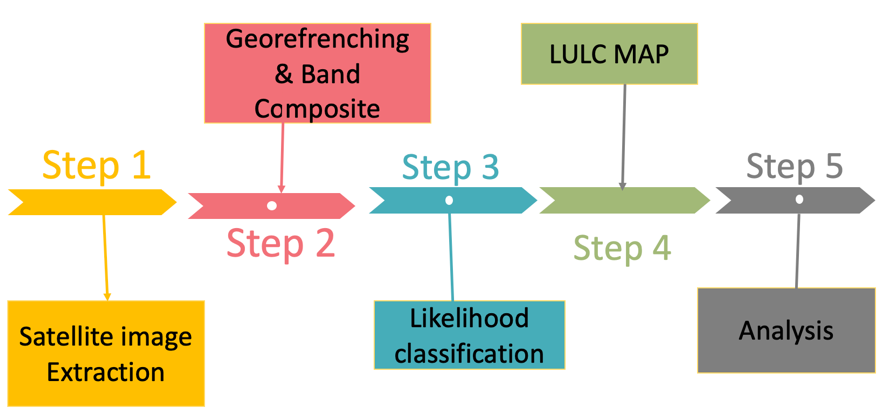 Step 1
Satellite image
Extraction
Georefrenching
& Band
Composite
Step 2
Step 3
Likelihood
classification
LULC MAP
Step 4
Step 5
Analysis